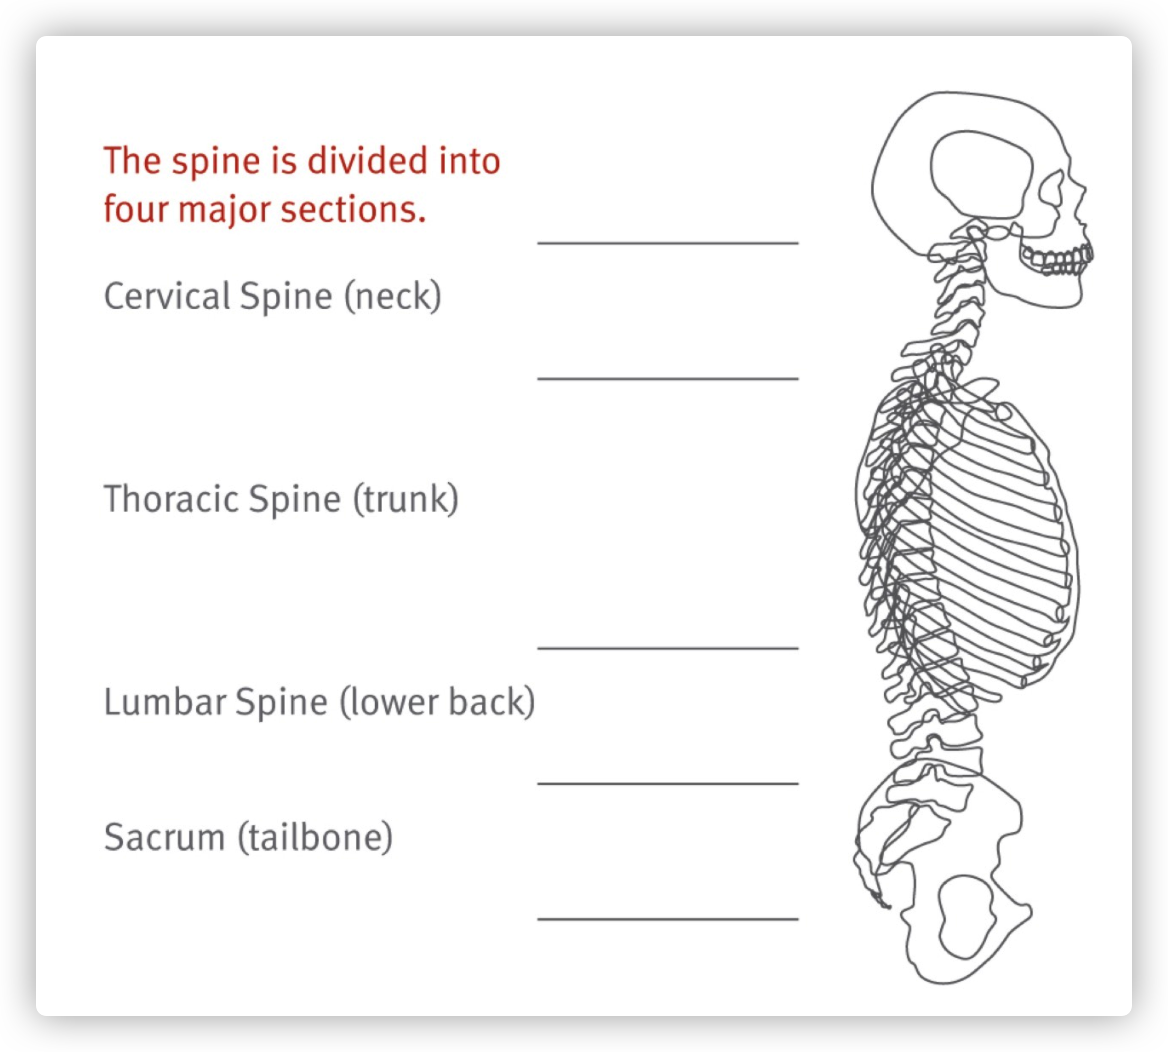 The spine is divided into
four major sections.
Cervical Spine (neck)
Thoracic Spine (trunk)
Lumbar Spine (lower back)
Sacrum (tailbone)